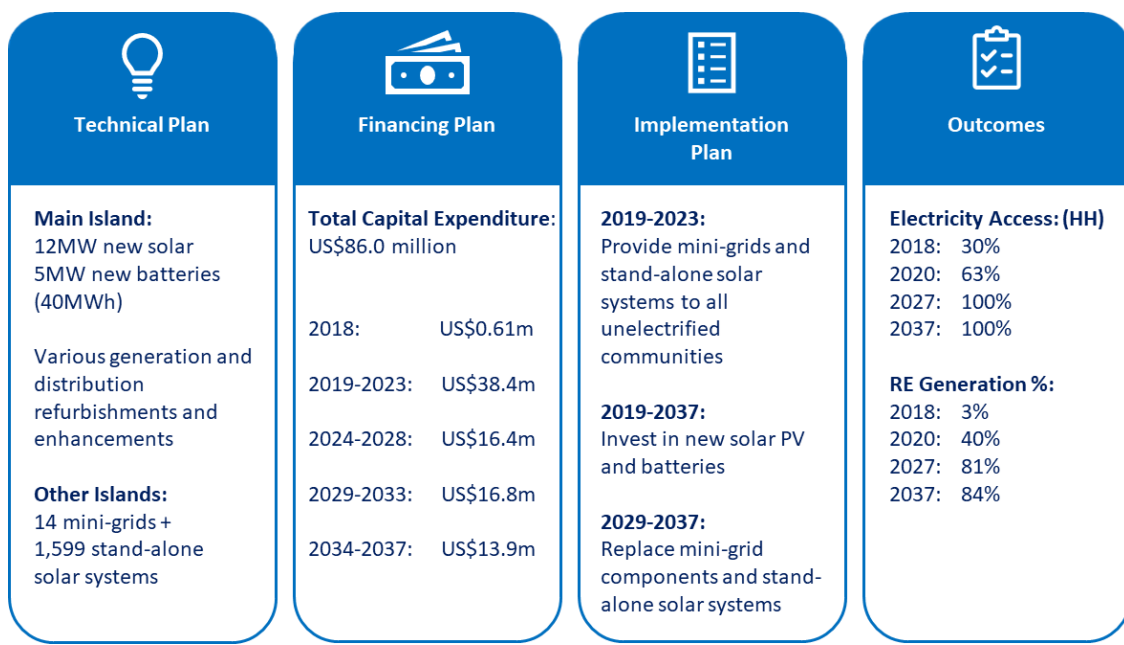 Technical Plan
Main Island:
12MW new solar
5MW new batteries
(40MWh)
Various generation and
distribution
refurbishments and
enhancements
Other Islands:
14 mini-grids +
1,599 stand-alone
solar systems
Financing Plan
Total Capital Expenditure:
US$86.0 million
2018: US$0.61m
2019-2023: US$38.4m
2024-2028: US$16.4m
2029-2033: US$16.8m
2034-2037: US$13.9m
Implementation
Plan
2019-2023:
Provide mini-grids and
stand-alone solar
systems to all
unelectrified
communities
2019-2037:
Invest in new solar PV
and batteries
2029-2037:
Replace mini-grid
components and stand-
alone solar systems
Outcomes
Electricity Access: (HH)
2018: 30%
2020: 63%
2027: 100%
2037: 100%
RE Generation %:
2018: 3%
2020: 40%
2027: 81%
2037: 84%